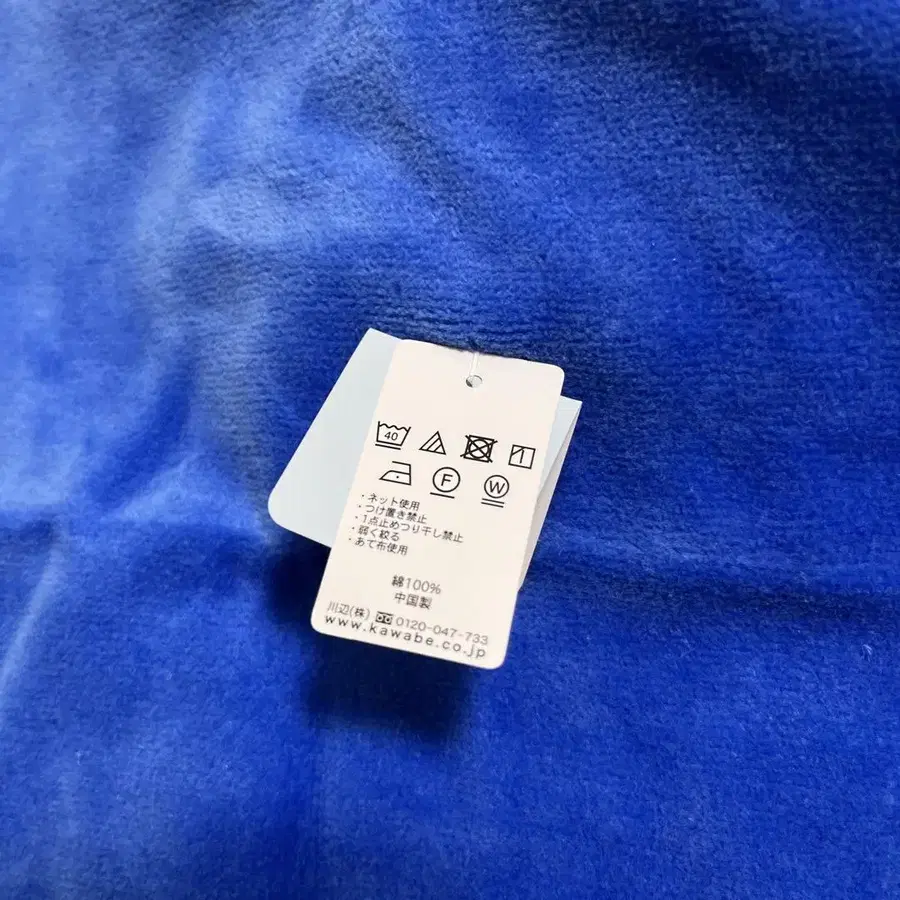 40
F W
・ネット使用
・つけ置き禁止
・1点止めつり干し禁止
・弱く絞る
・あて布使用
綿100%
中国製
川辺(株) 0120-047-733
www.kawabe.co.jp